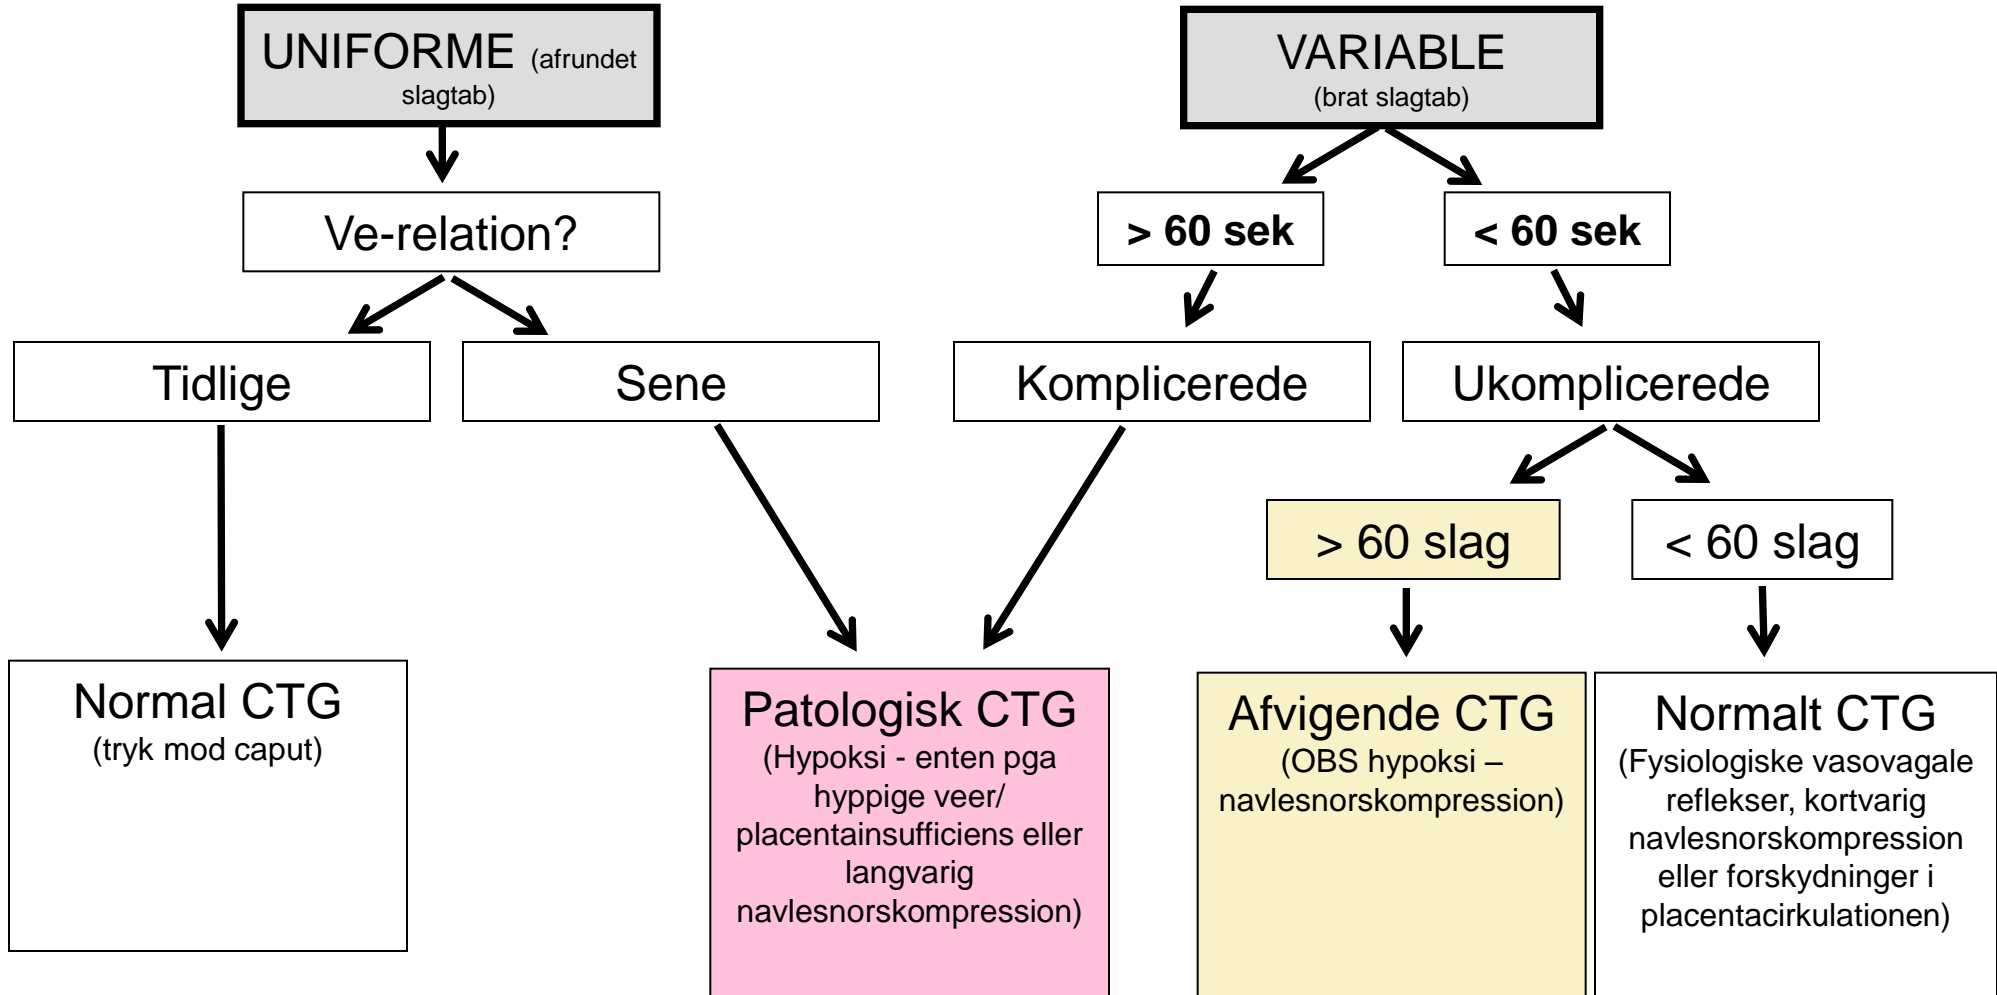 UNIFORME (afrundet
slagtab)
VARIABLE
(brat slagtab)
Ve-relation?
> 60 sek
< 60 sek
Tidlige
Sene
Komplicerede
Ukomplicerede
> 60 slag
< 60 slag
Normal CTG
(tryk mod caput)
Patologisk CTG
(Hypoksi - enten pga
hyppige veer/
placentainsufficiens eller
langvarig
navlesnorskompression)
Afvigende CTG
(OBS hypoksi –
navlesnorskompression)
Normalt CTG
(Fysiologiske vasovagale
reflekser, kortvarig
navlesnorskompression
eller forskydninger i
placentacirkulationen)